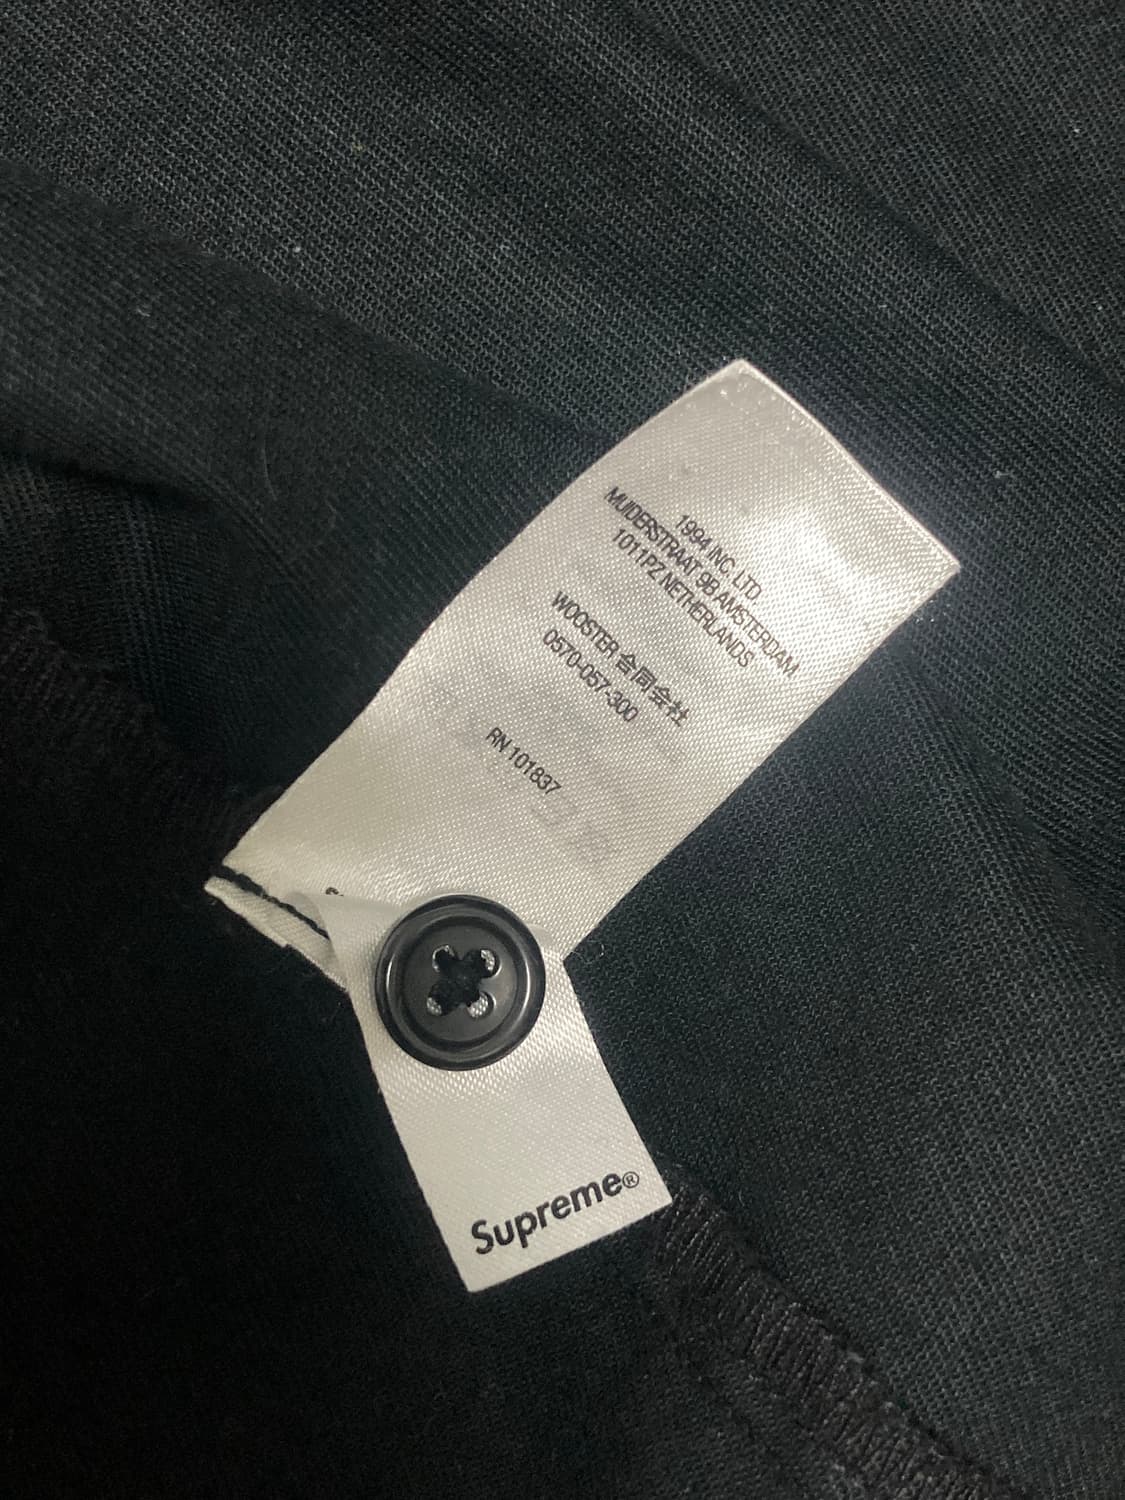 1994 INC. LTD.
MUIDERSTRAAT 9B AMSTERDAM
1011PZ NETHERLANDS
WOOSTER 合同会社
0570-057-300
RN 101837
Supreme®